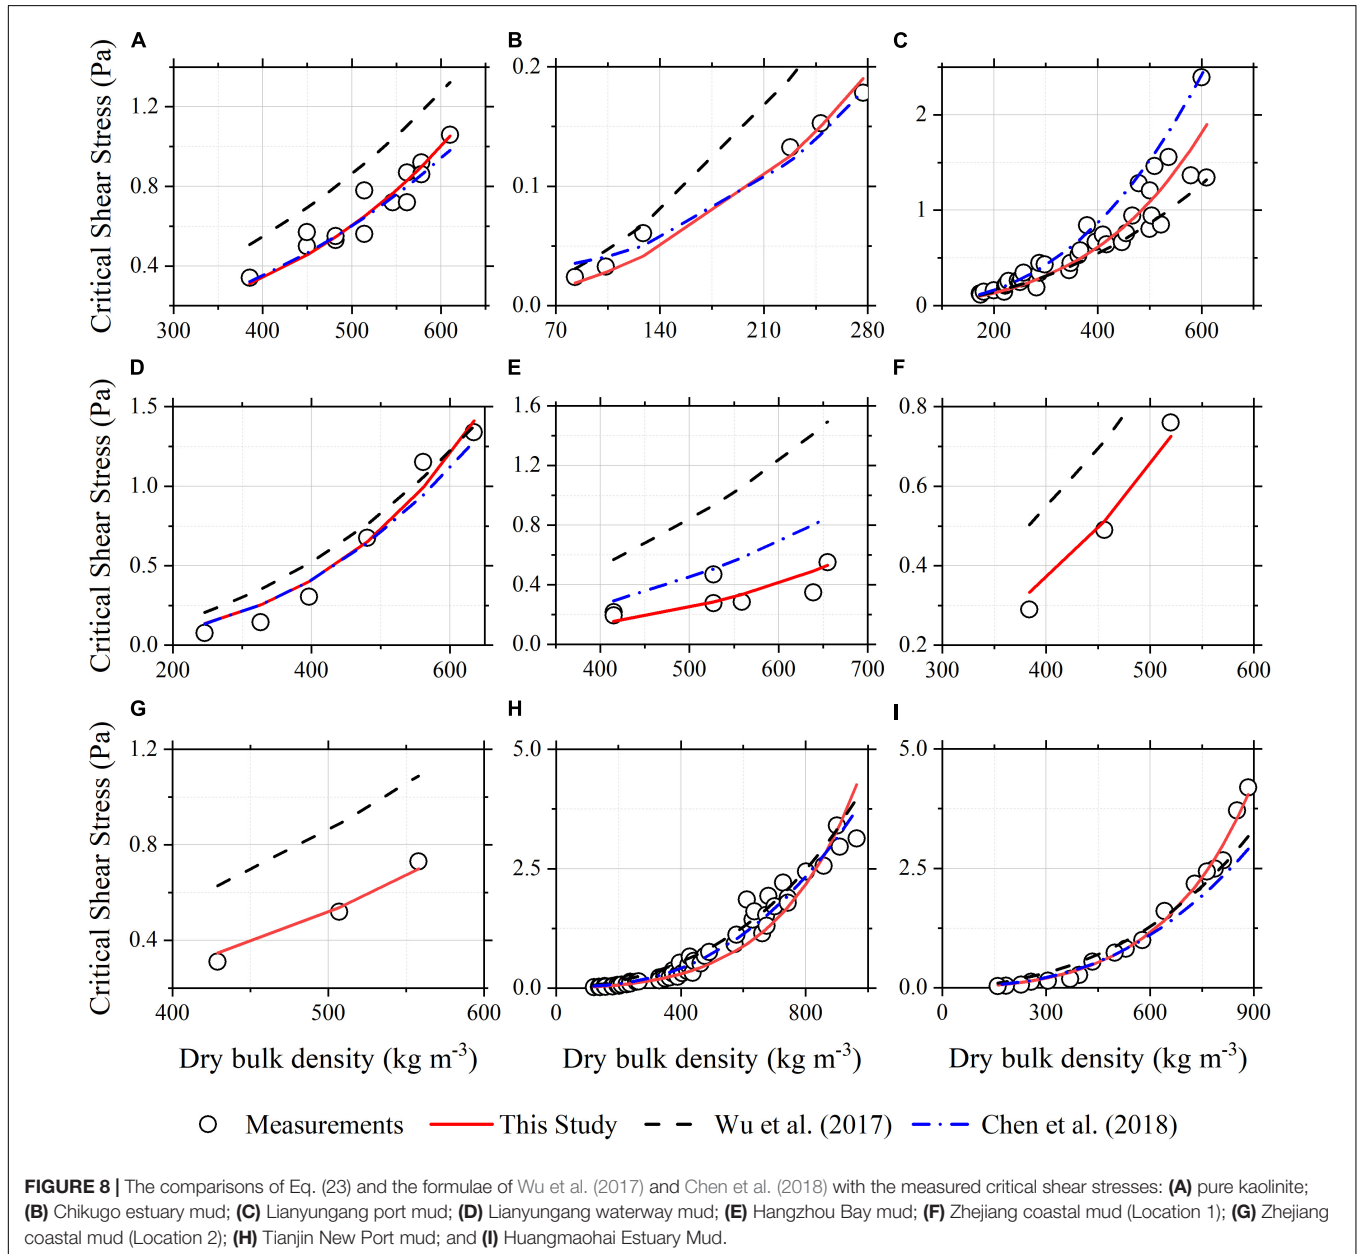 A
B
C
Critical Shear Stress (Pa)
1.2
0.8
0.4
300 400 500 600
0.2
0.1
0.0
70 140 210 280
2
1
0
200 400 600
D
E
F
Critical Shear Stress (Pa)
1.5
1.0
0.5
0.0
200 300 400 500 600
1.6
1.2
0.8
0.4
0.0
400 500 600 700
0.8
0.6
0.4
0.2
300 400 500 600
G
H
I
Critical Shear Stress (Pa)
1.2
0.8
0.4
400 500 600
5.0
2.5
0.0
0 400 800
5.0
2.5
0.0
0 300 600 900
Dry bulk density (kg m-3) Dry bulk density (kg m-3) Dry bulk density (kg m-3)
Measurements This Study Wu et al. (2017) Chen et al. (2018)
FIGURE 8 | The comparisons of Eq. (23) and the formulae of Wu et al. (2017) and Chen et al. (2018) with the measured critical shear stresses: (A) pure kaolinite;
(B) Chikugo estuary mud; (C) Lianyungang port mud; (D) Lianyungang waterway mud; (E) Hangzhou Bay mud; (F) Zhejiang coastal mud (Location 1); (G) Zhejiang
coastal mud (Location 2); (H) Tianjin New Port mud; and (I) Huangmaohai Estuary Mud.